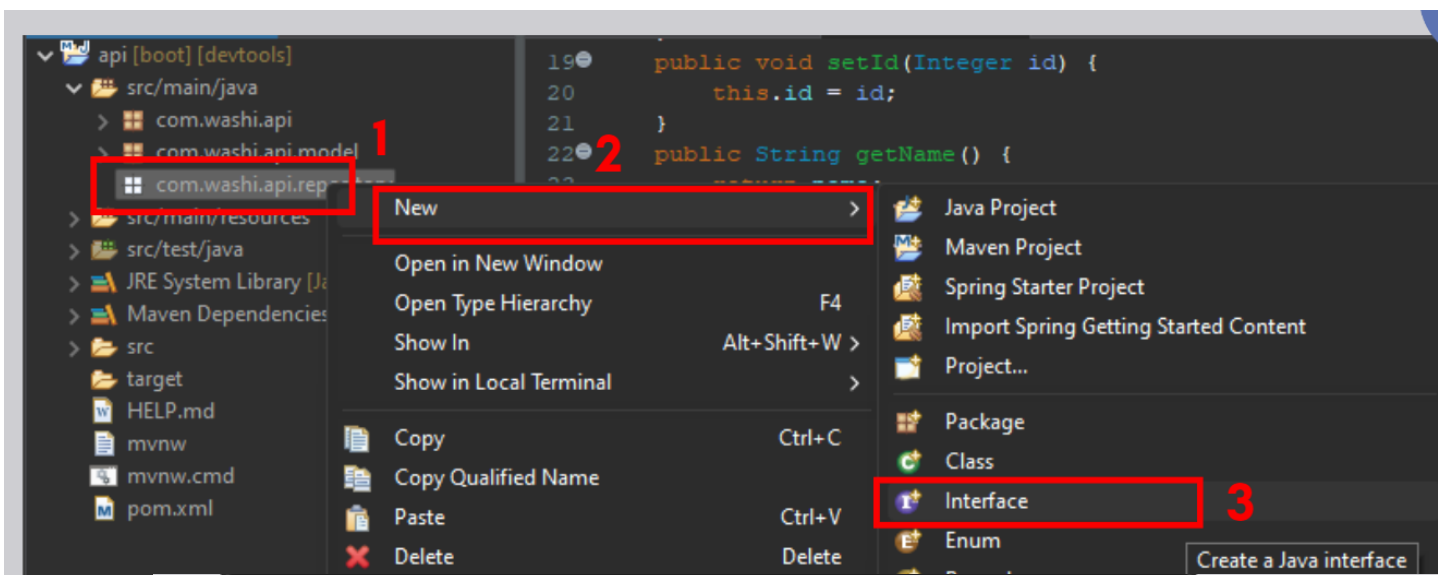 api [boot] [devtools]
src/main/java
com.washi.api
com.washi.api.model
com.washi.api.repository
src/main/resources
src/test/java
JRE System Library
Maven Dependencies
src
target
HELP.md
mvnw
mvnw.cmd
pom.xml
1
19 public void setId(Integer id) {
20 this.id = id;
21 }
22 public String getName() {
2
New
Open in New Window
Open Type Hierarchy F4
Show In Alt+Shift+W
Show in Local Terminal
Copy Ctrl+C
Copy Qualified Name
Paste Ctrl+V
Delete Delete
Java Project
Maven Project
Spring Starter Project
Import Spring Getting Started Content
Project...
Package
Class
Interface
3
Enum
Create a Java interface